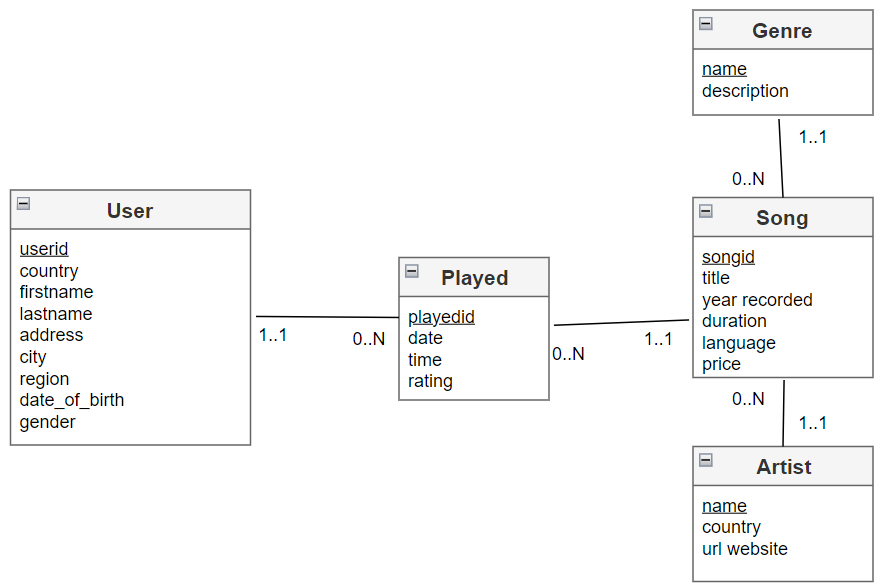 Genre
name
description
1..1
0..N
User
userid
country
firstname
lastname
address
city
region
date_of_birth
gender
1..1
0..N
Played
playedid
date
time
rating
0..N
1..1
Song
songid
title
year recorded
duration
language
price
0..N
1..1
Artist
name
country
url website